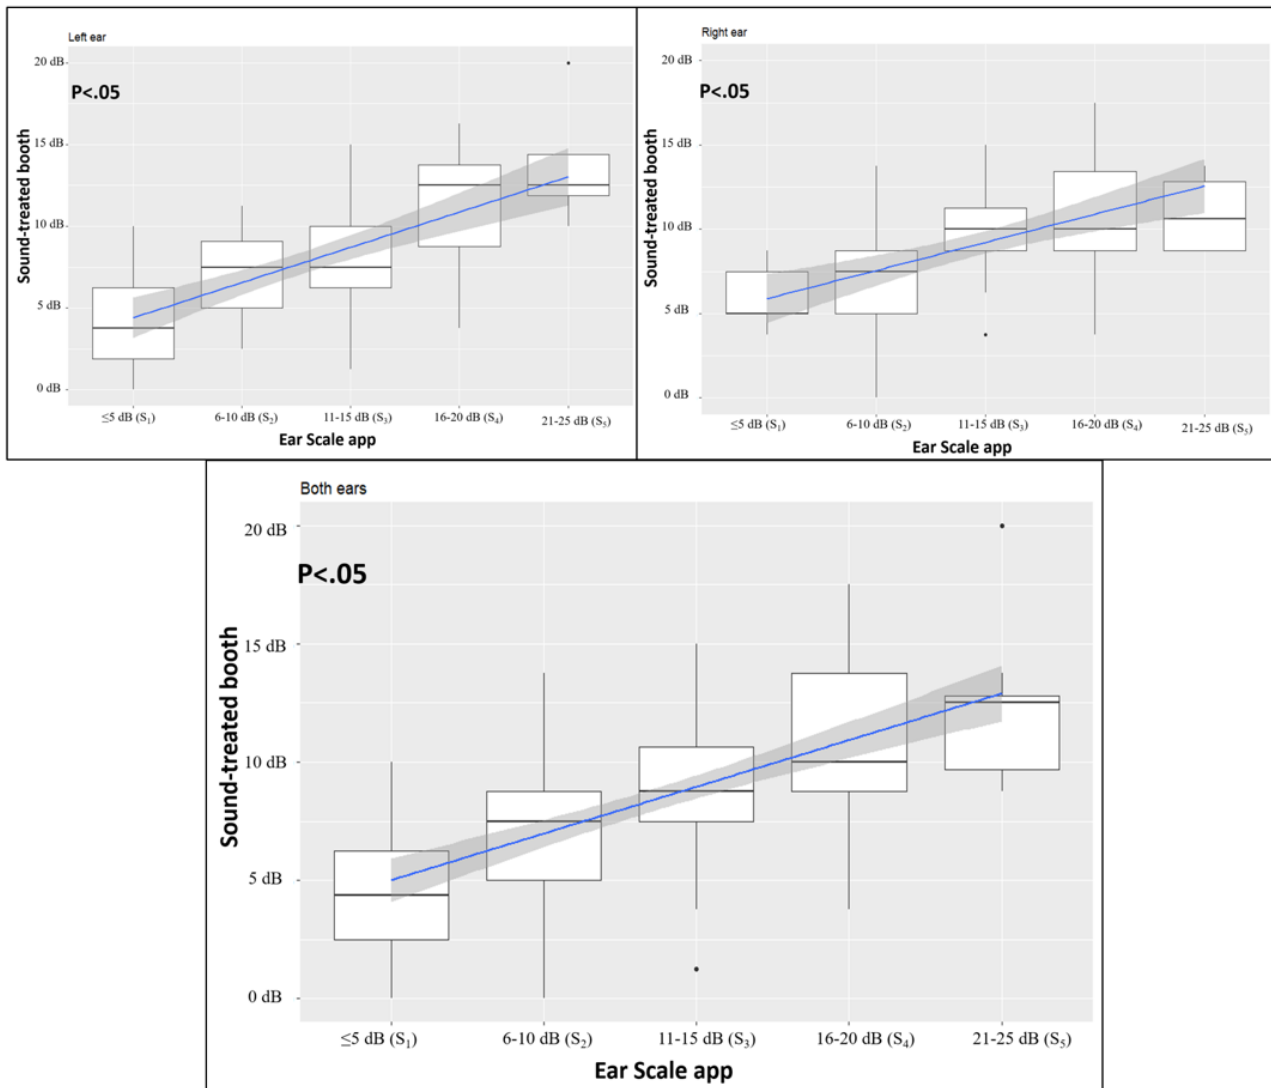 Left ear
P<.05
Sound-treated booth
20 dB
15 dB
10 dB
5 dB
0 dB
≤5 dB (S₁)
6-10 dB (S₂)
11-15 dB (S₃)
16-20 dB (S₄)
21-25 dB (S₅)
Ear Scale app
Right ear
P<.05
Sound-treated booth
20 dB
15 dB
10 dB
5 dB
0 dB
≤5 dB (S₁)
6-10 dB (S₂)
11-15 dB (S₃)
16-20 dB (S₄)
21-25 dB (S₅)
Ear Scale app
Both ears
P<.05
Sound-treated booth
20 dB
15 dB
10 dB
5 dB
0 dB
≤5 dB (S₁)
6-10 dB (S₂)
11-15 dB (S₃)
16-20 dB (S₄)
21-25 dB (S₅)
Ear Scale app